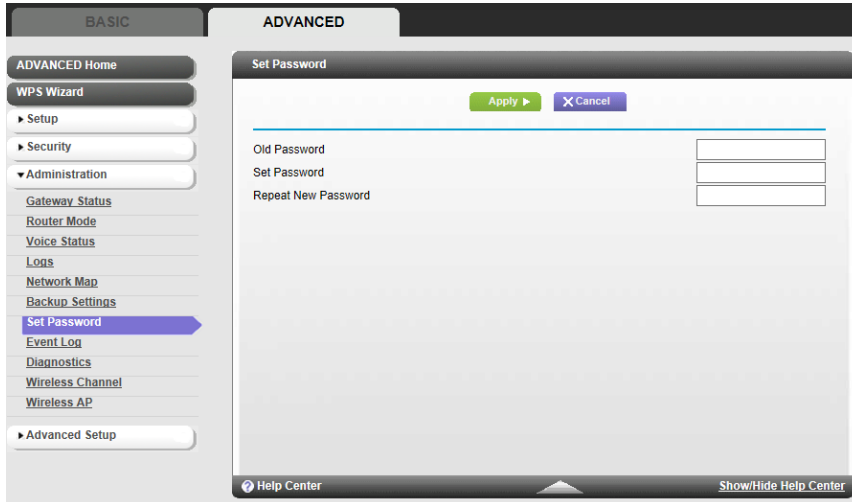 BASIC
ADVANCED
ADVANCED Home
WPS Wizard
Setup
Security
Administration
Gateway Status
Router Mode
Voice Status
Logs
Network Map
Backup Settings
Set Password
Event Log
Diagnostics
Wireless Channel
Wireless AP
Advanced Setup
Set Password
Apply
Cancel
Old Password
Set Password
Repeat New Password
Help Center
Show/Hide Help Center